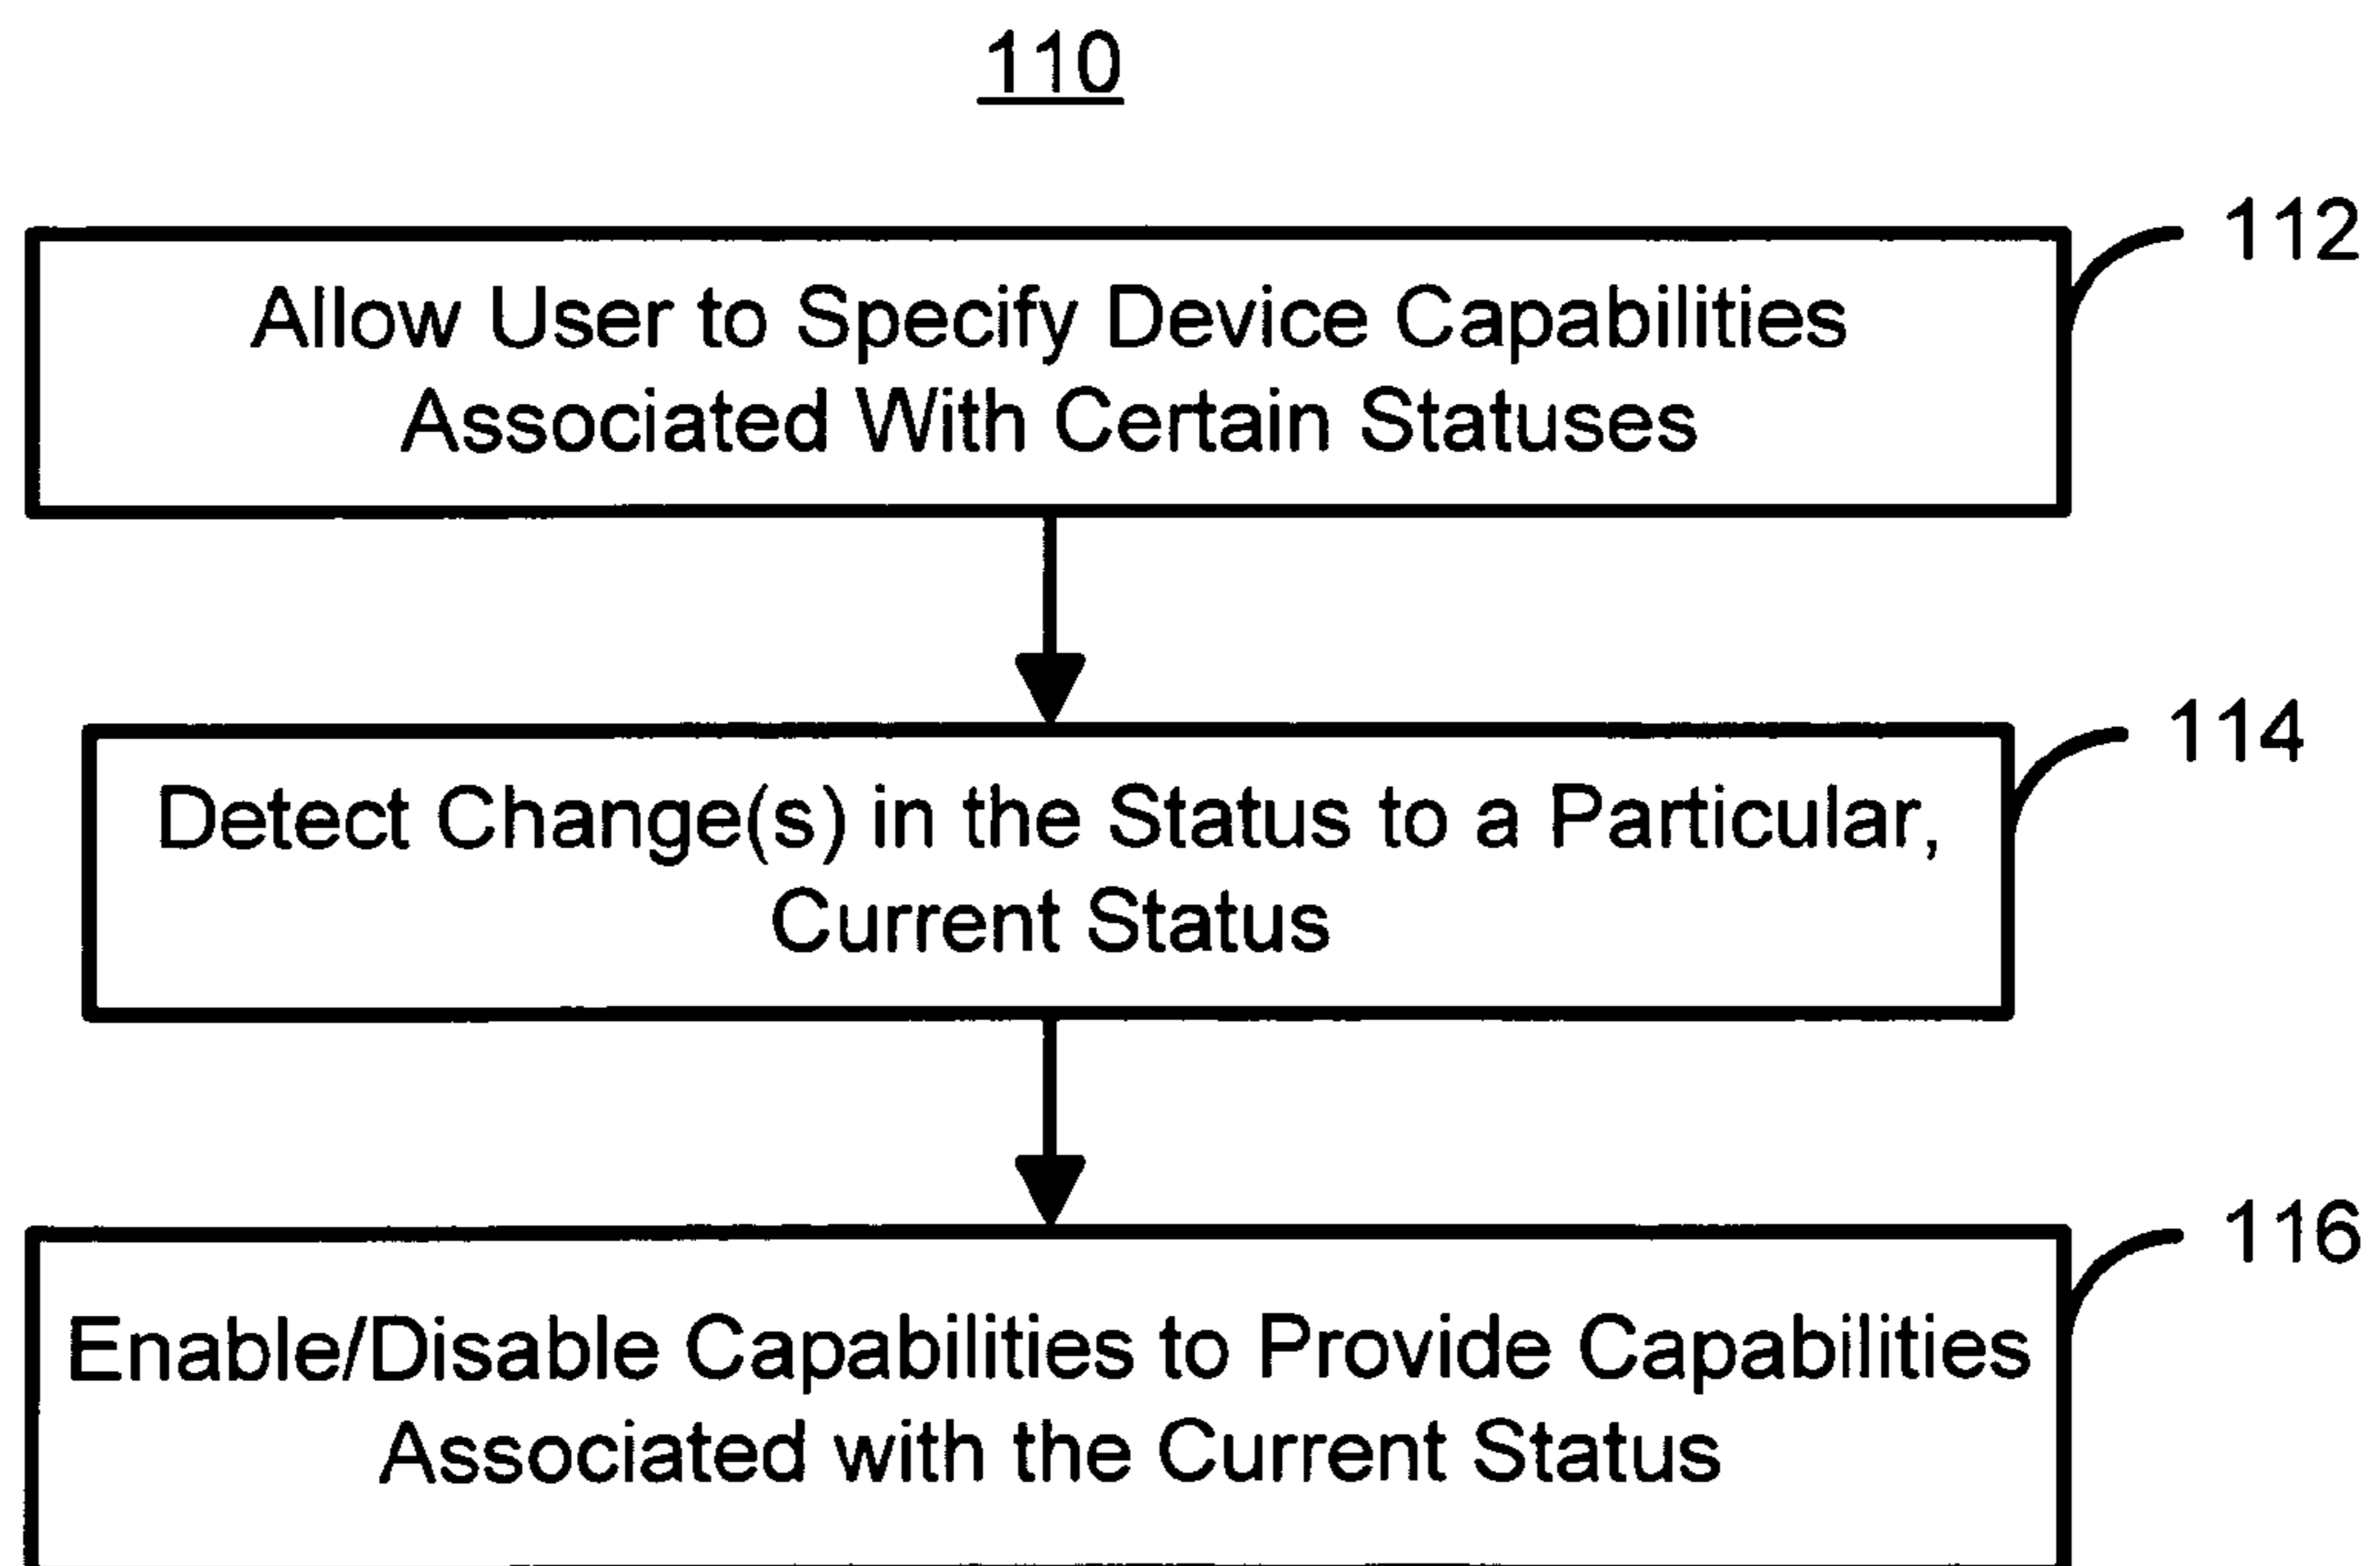 110
112
Allow User to Specify Device Capabilities
Associated With Certain Statuses
114
Detect Change(s) in the Status to a Particular,
Current Status
116
Enable/Disable Capabilities to Provide Capabilities
Associated with the Current Status